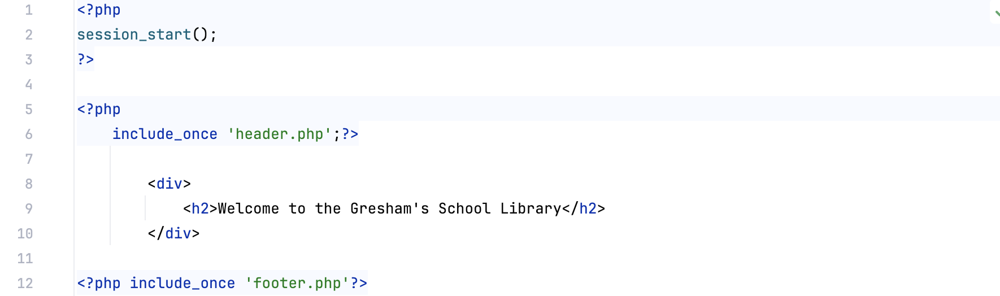 1 <?php
2 session_start();
3 ?>
4
5 <?php
6     include_once 'header.php';?>
7
8         <div>
9             <h2>Welcome to the Gresham's School Library</h2>
10         </div>
11
12 <?php include_once 'footer.php'?>